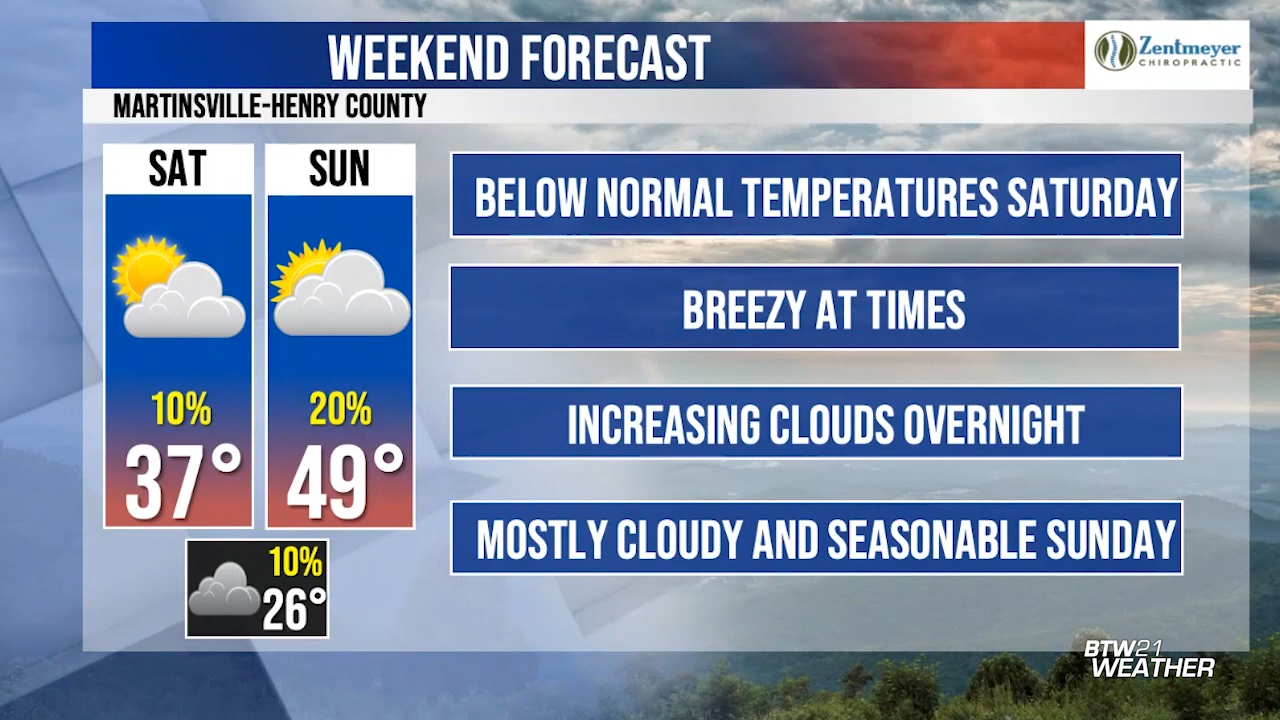 WEEKEND FORECAST
Zentmeyer
CHIROPRACTIC
MARTINSVILLE-HENRY COUNTY
SAT
SUN
10%
20%
37°
49°
10%
26°
BELOW NORMAL TEMPERATURES SATURDAY
BREEZY AT TIMES
INCREASING CLOUDS OVERNIGHT
MOSTLY CLOUDY AND SEASONABLE SUNDAY
BTW21
WEATHER